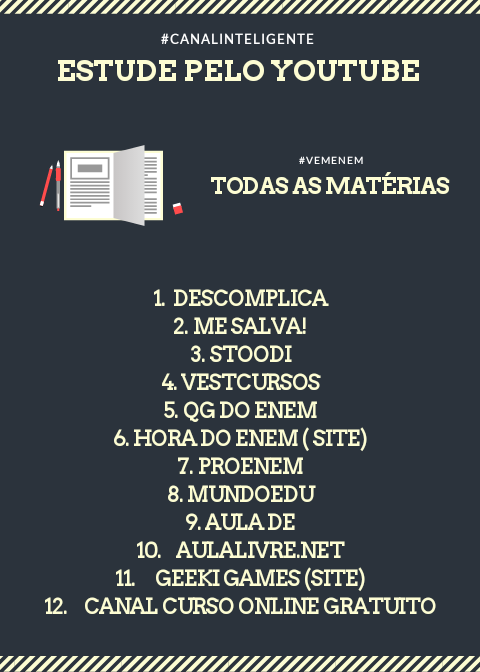 #CANALINTELIGENTE
ESTUDE PELO YOUTUBE
#VEMENEM
TODAS AS MATÉRIAS
1. DESCOMPLICA
2. ME SALVA!
3. STOODI
4. VESTCURSOS
5. QG DO ENEM
6. HORA DO ENEM ( SITE)
7. PROENEM
8. MUNDOEDU
9. AULA DE
10. AULALIVRE.NET
11. GEEKI GAMES (SITE)
12. CANAL CURSO ONLINE GRATUITO